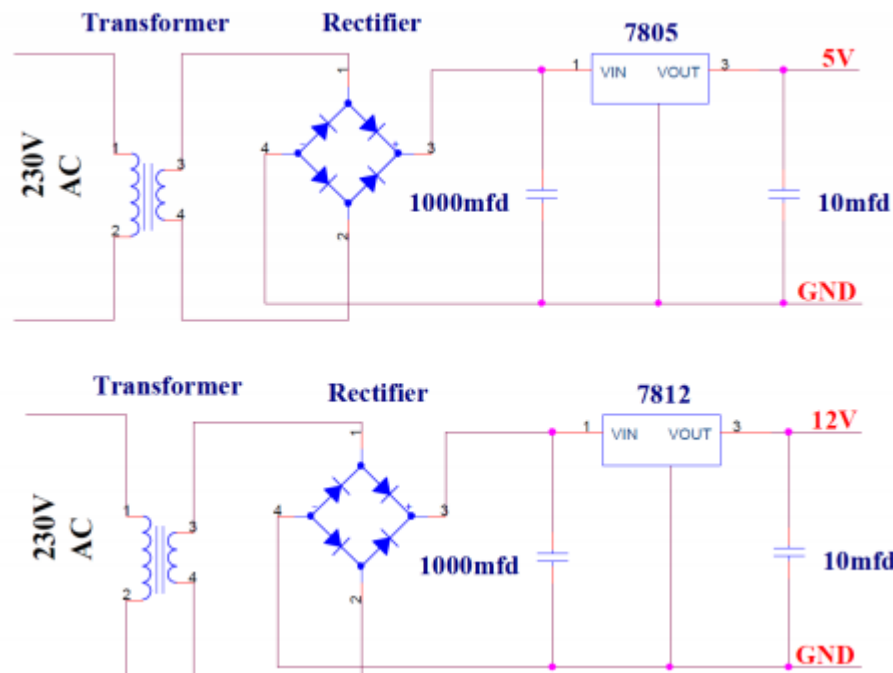 Transformer
Rectifier
7805
5V
1
1
VIN
VOUT
3
230V
AC
1
3
4
-
+
3
2
4
2
1000mfd
10mfd
GND
Transformer
Rectifier
7812
12V
1
1
VIN
VOUT
3
230V
AC
1
3
4
-
+
3
2
4
2
1000mfd
10mfd
GND